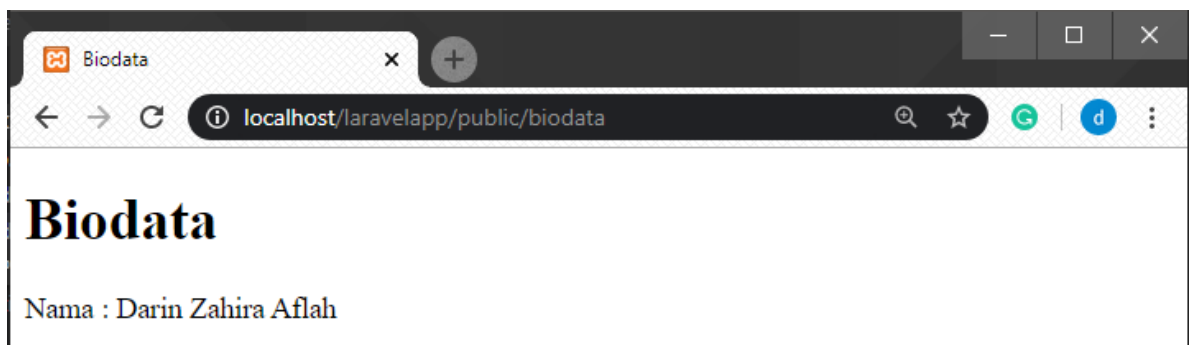 Biodata
localhost/laravelapp/public/biodata
d
Biodata
Nama : Darin Zahira Aflah